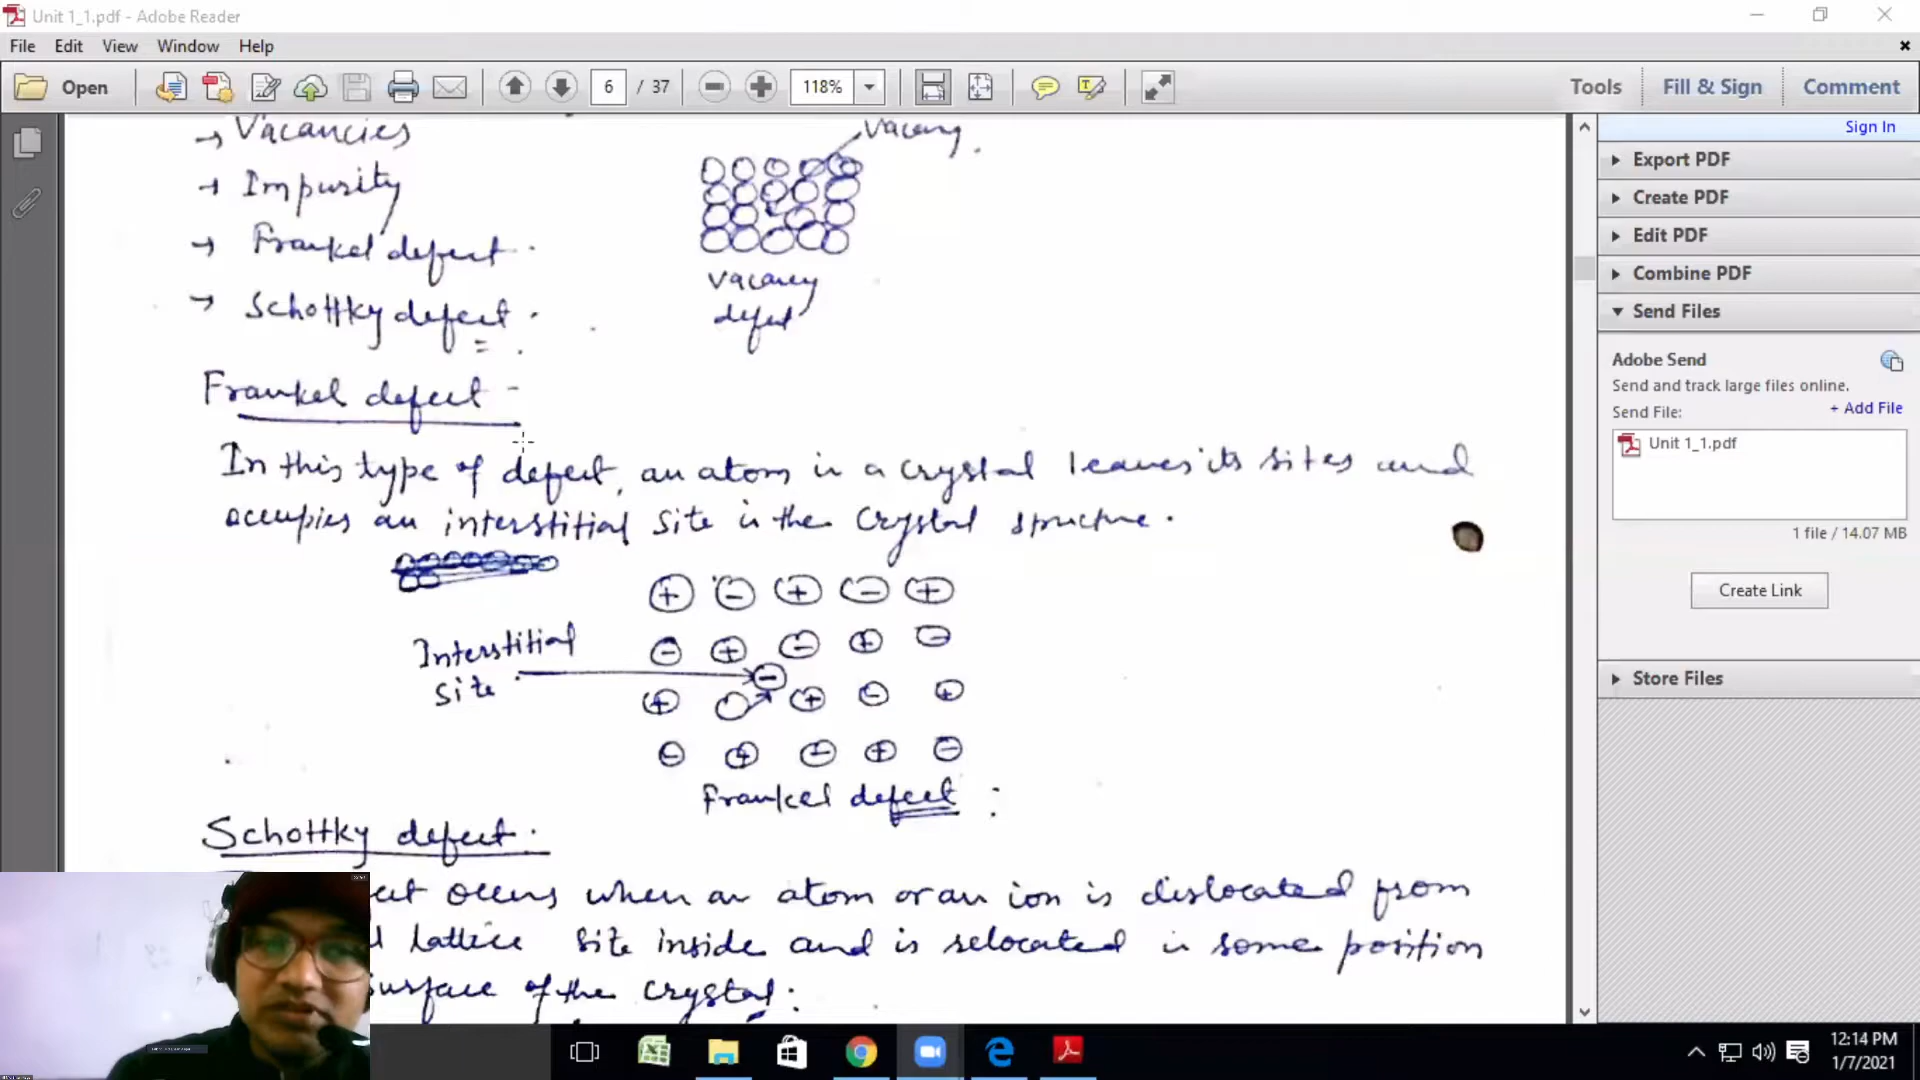 Unit 1_1.pdf - Adobe Reader
File Edit View Window Help
Open 6 / 37 118% Tools Fill & Sign Comment
Sign In
Export PDF
Create PDF
Edit PDF
Combine PDF
Send Files
Adobe Send
Send and track large files online.
Send File: + Add File
Unit 1_1.pdf
1 file / 14.07 MB
Create Link
Store Files
→ Vacancies
→ Impurity
→ Frankel defect.
→ Schottky defect.
Vacancy.
Vacancy
defect
Frankel defect -
In this type of defect, an atom in a crystal leaves its sites and
occupies an interstitial site in the crystal structure.
Interstitial
site
+ - + - +
- + - + -
-
+ + - +
- + - + -
Frankel defect :
Schottky defect.
occurs when an atom or an ion is dislocated from
lattice site inside and is relocated in some position
surface of the crystal:
12:14 PM
1/7/2021